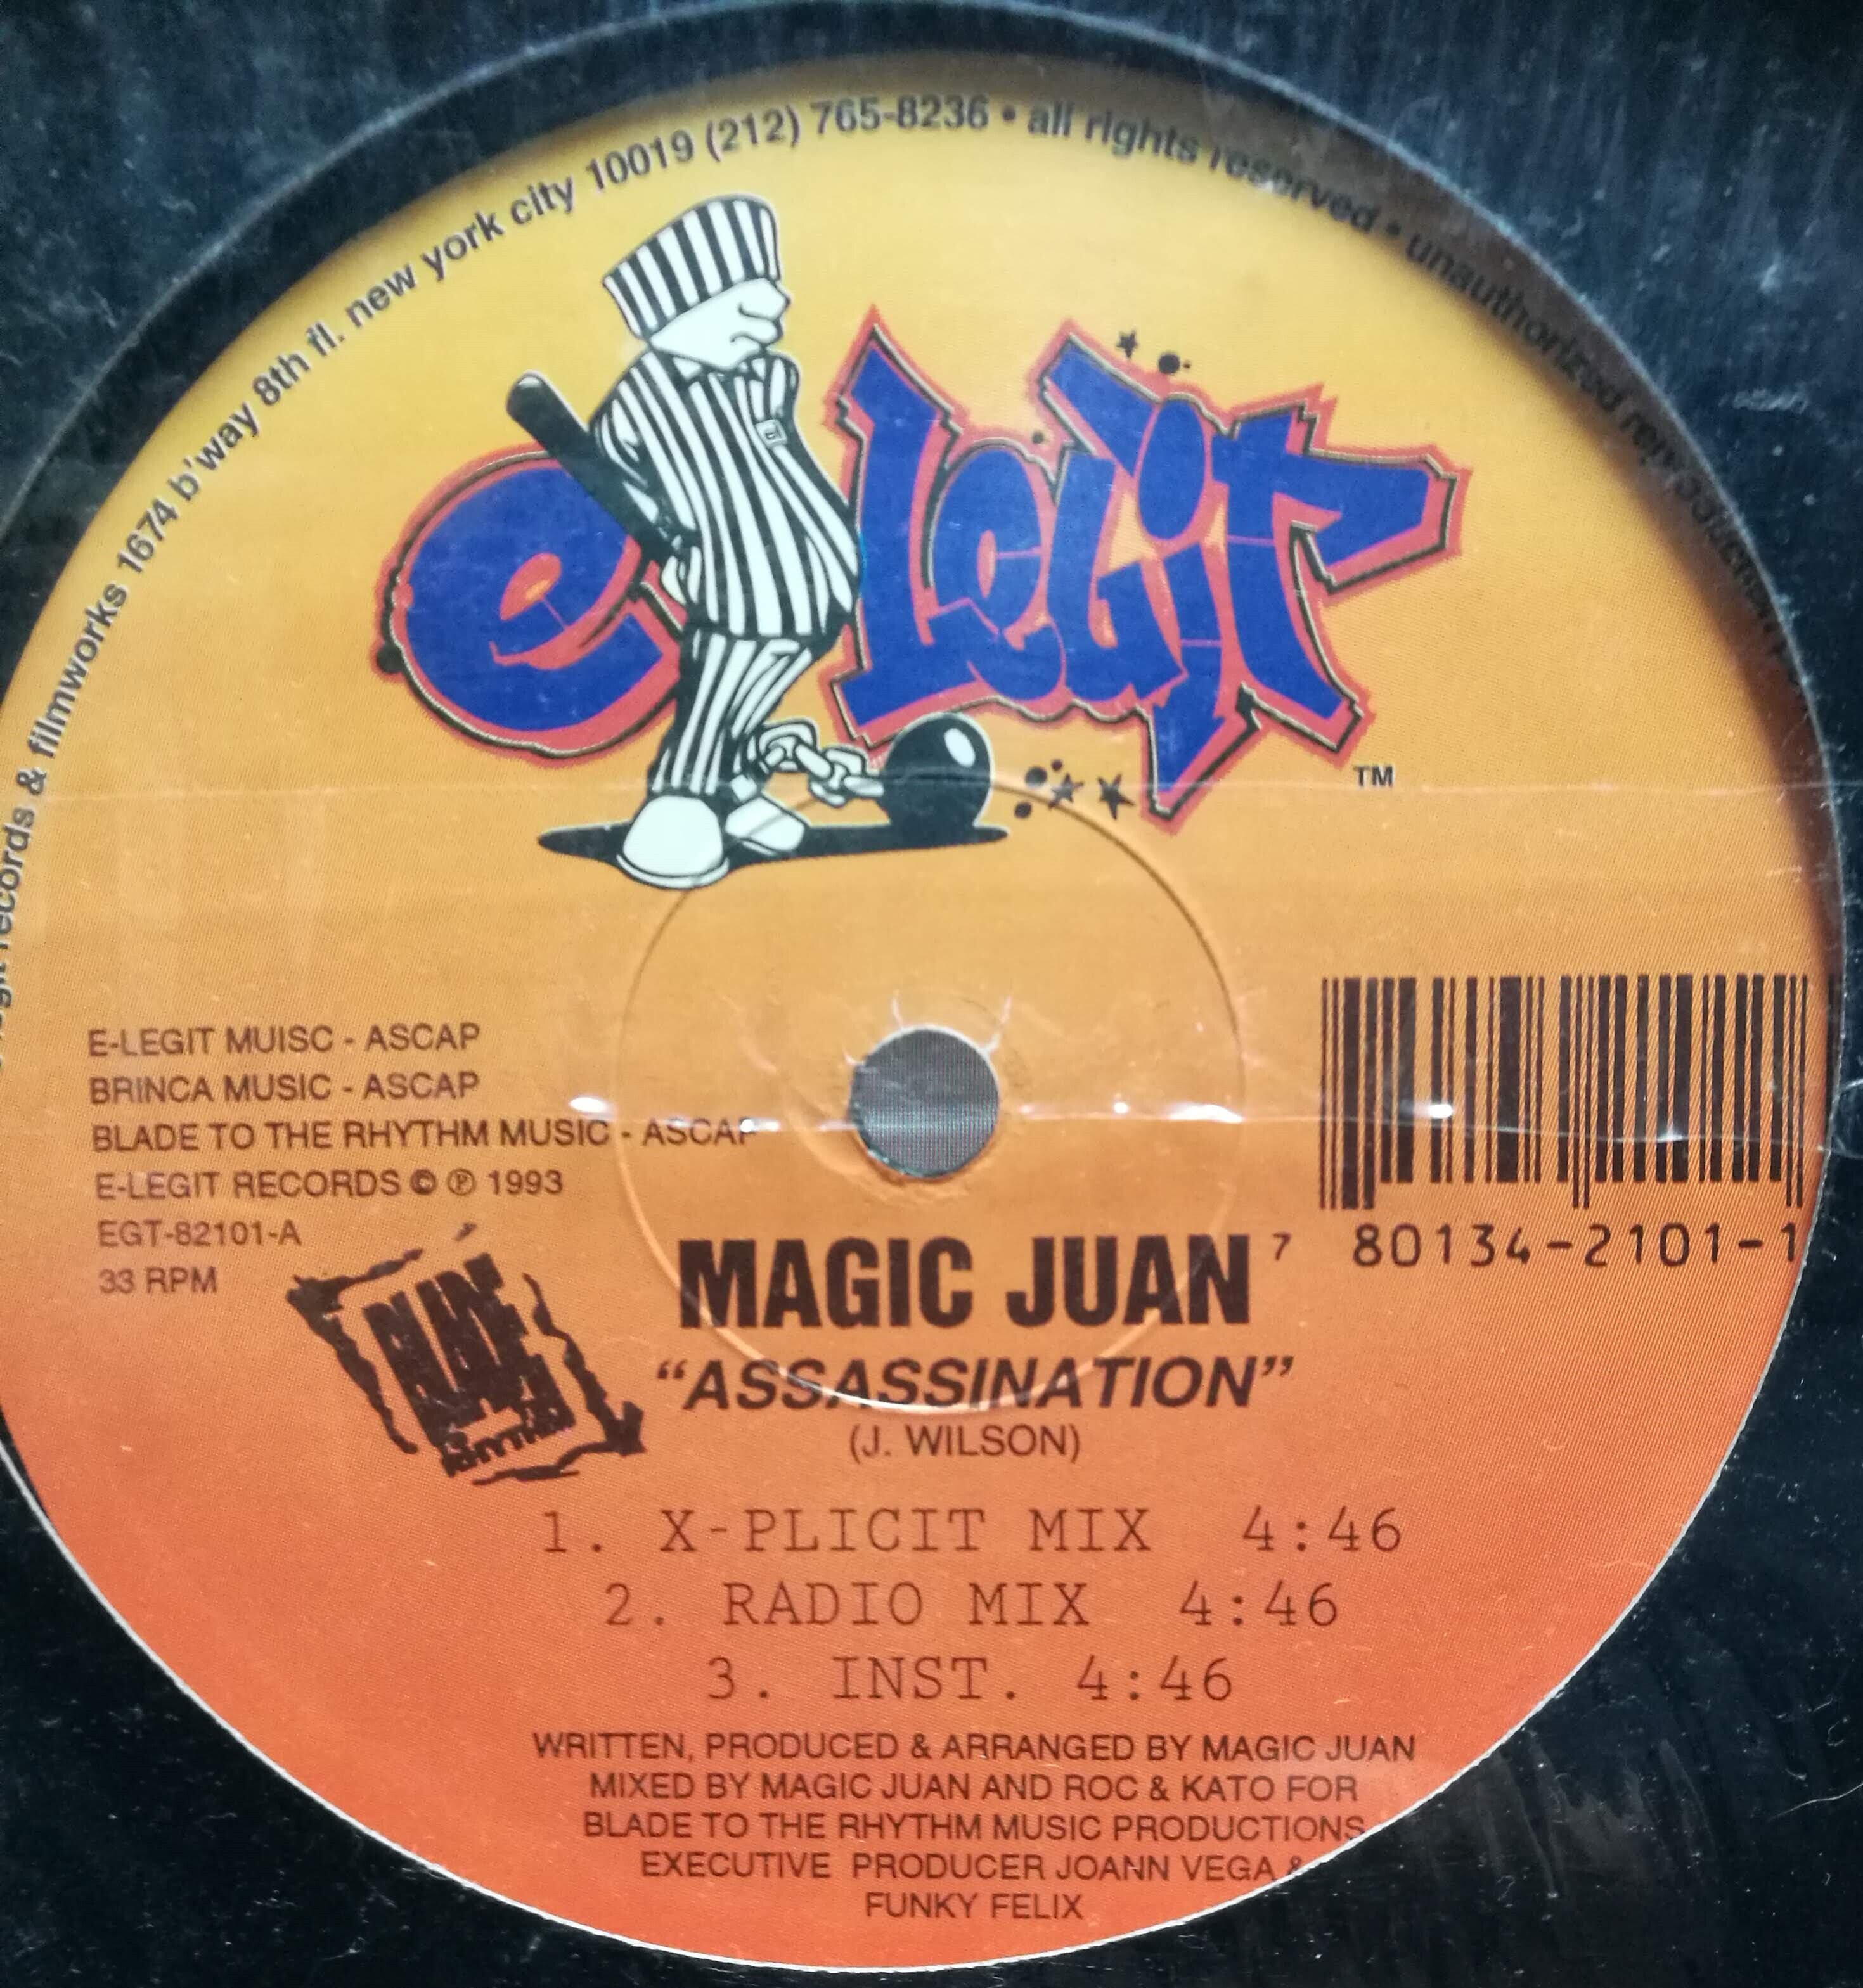 records & filmworks 1674 b'way 8th fl. new york city 10019 (212) 765-8236 • all rights reserved • unauthorized
e Legit
TM
E-LEGIT MUISC - ASCAP
BRINCA MUSIC - ASCAP
BLADE TO THE RHYTHM MUSIC - ASCAP
E-LEGIT RECORDS © ℗ 1993
EGT-82101-A
33 RPM
7 80134-2101-1
BLADE
TO THE
RHYTHM
MAGIC JUAN
“ASSASSINATION”
(J. WILSON)
1. X-PLICIT MIX 4:46
2. RADIO MIX 4:46
3. INST. 4:46
WRITTEN, PRODUCED & ARRANGED BY MAGIC JUAN
MIXED BY MAGIC JUAN AND ROC & KATO FOR
BLADE TO THE RHYTHM MUSIC PRODUCTIONS
EXECUTIVE PRODUCER JOANN VEGA &
FUNKY FELIX